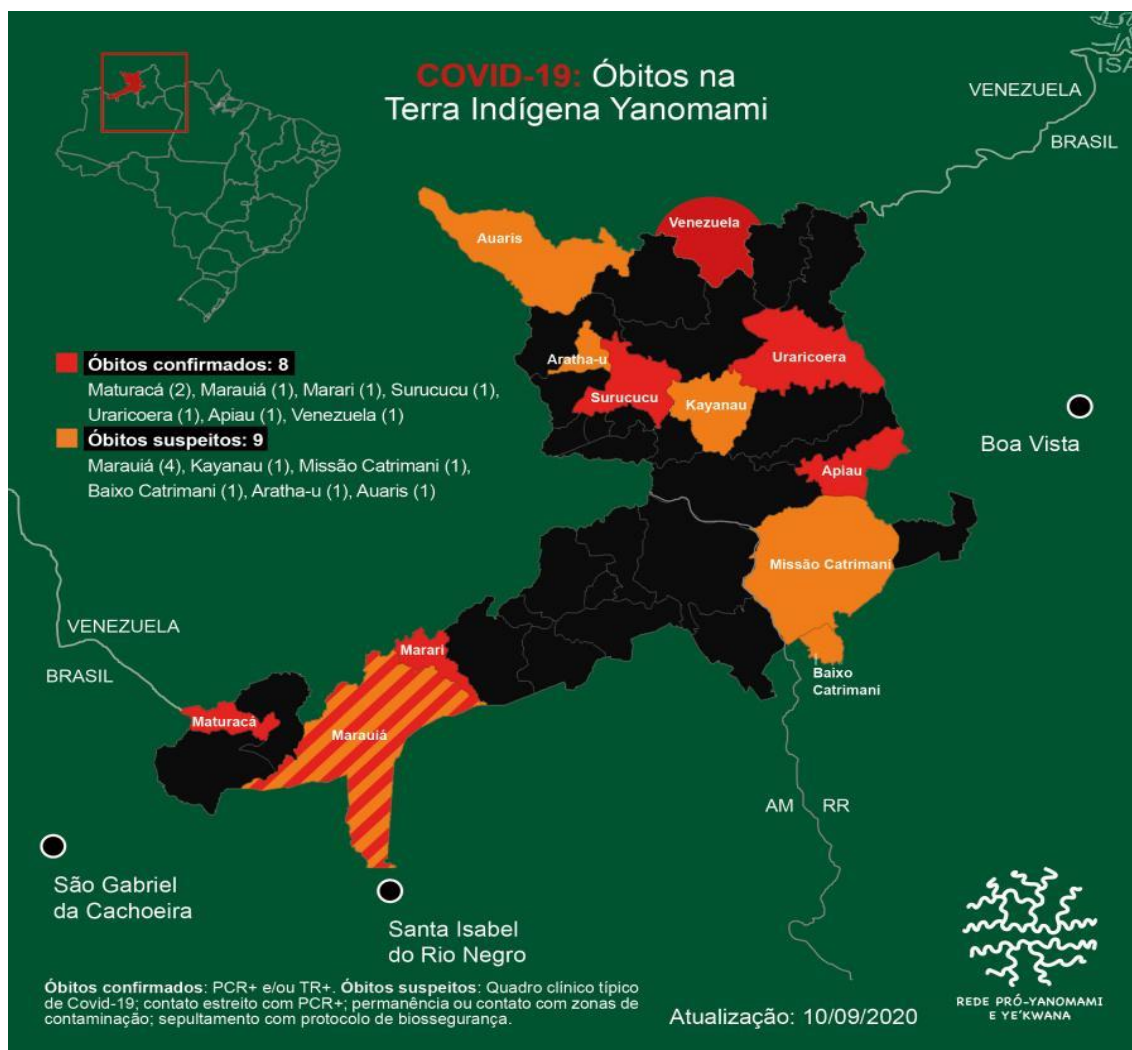 COVID-19: Óbitos na
Terra Indígena Yanomami
VENEZUELA
BRASIL
Venezuela
Auaris
Aratha-u
Surucucu
Kayanau
Uraricoera
Óbitos confirmados: 8
Maturacá (2), Marauiá (1), Marari (1), Surucucu (1),
Uraricoera (1), Apiau (1), Venezuela (1)
Óbitos suspeitos: 9
Marauiá (4), Kayanau (1), Missão Catrimani (1),
Baixo Catrimani (1), Aratha-u (1), Auaris (1)
Boa Vista
Apiau
Missão Catrimani
Baixo
Catrimani
VENEZUELA
BRASIL
Marari
Maturacá
Marauiá
AM
RR
São Gabriel
da Cachoeira
Santa Isabel
do Rio Negro
Óbitos confirmados: PCR+ e/ou TR+. Óbitos suspeitos: Quadro clínico típico
de Covid-19; contato estreito com PCR+; permanência ou contato com zonas de
contaminação; sepultamento com protocolo de biossegurança.
Atualização: 10/09/2020
REDE PRÓ-YANOMAMI
E YE'KWANA